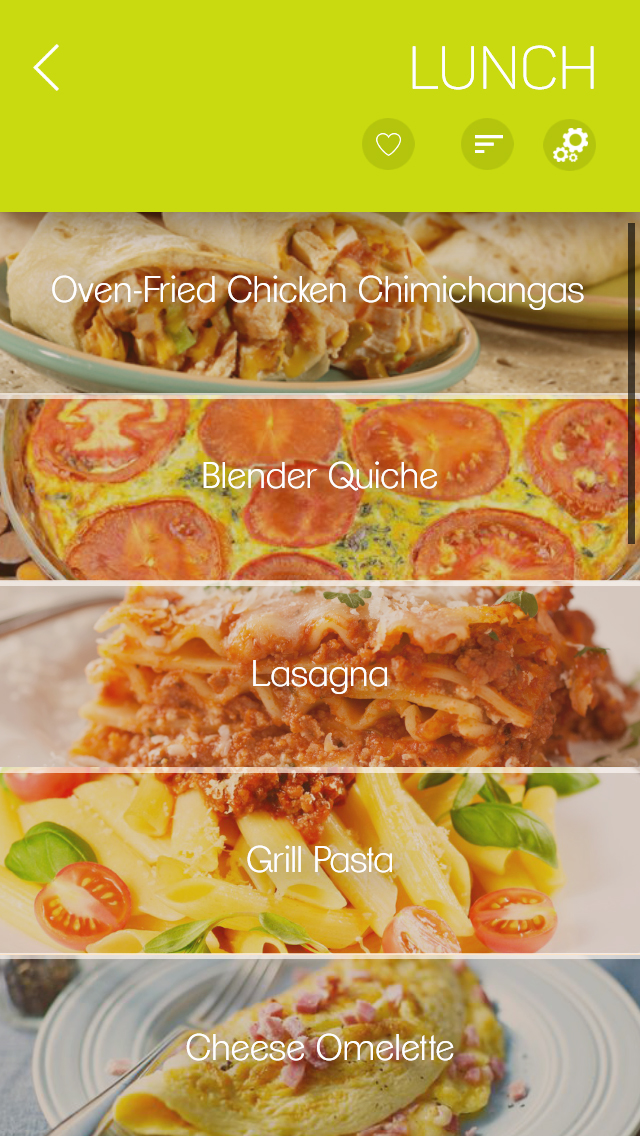 LUNCH
Oven-Fried Chicken Chimichangas
Blender Quiche
Lasagna
Grill Pasta
Cheese Omelette